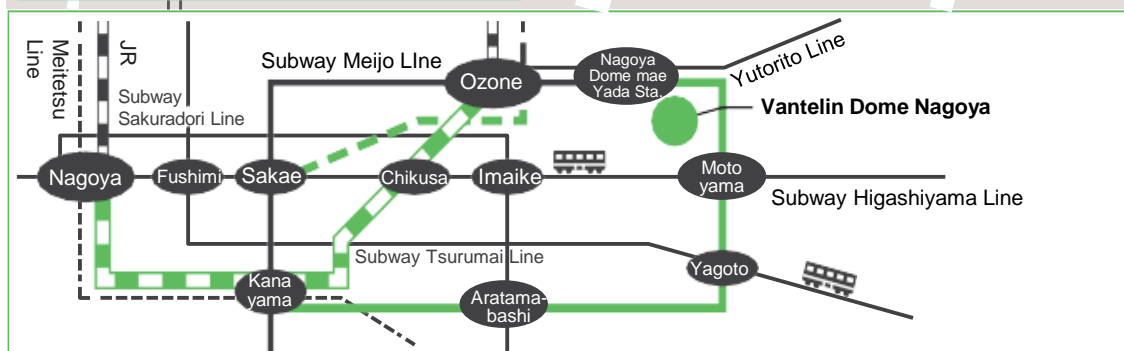 Meitetsu
Line
JR
Subway
Sakuradori Line
Subway Meijo LIne
Ozone
Nagoya
Dome mae
Yada Sta.
Yutorito Line
Vantelin Dome Nagoya
Nagoya
Fushimi
Sakae
Chikusa
Imaike
Moto
yama
Subway Higashiyama Line
Subway Tsurumai Line
Kana
yama
Aratama-
bashi
Yagoto